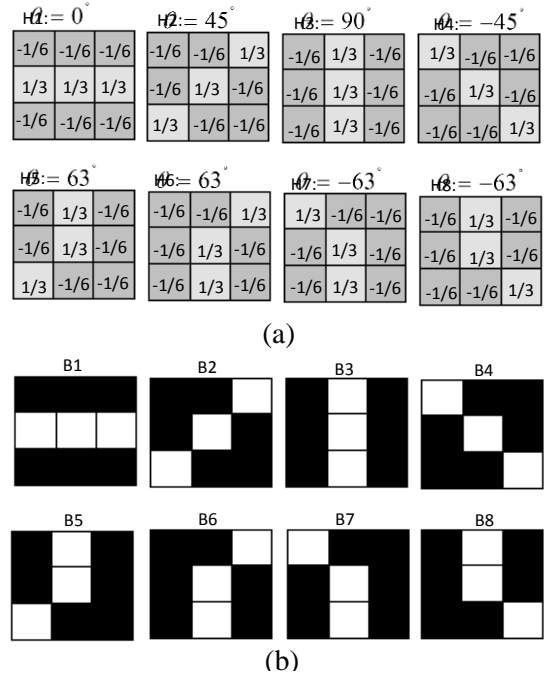 H1: θ = 0° H2: θ = 45° H3: θ = 90° H4: θ = −45°
-1/6 -1/6 -1/6 -1/6 -1/6 1/3 -1/6 1/3 -1/6 1/3 -1/6 -1/6
1/3 1/3 1/3 -1/6 1/3 -1/6 -1/6 1/3 -1/6 -1/6 1/3 -1/6
-1/6 -1/6 -1/6 1/3 -1/6 -1/6 -1/6 1/3 -1/6 -1/6 -1/6 1/3
H5: θ = 63° H6: θ = 63° H7: θ = −63° H8: θ = −63°
-1/6 1/3 -1/6 -1/6 -1/6 1/3 1/3 -1/6 -1/6 -1/6 1/3 -1/6
-1/6 1/3 -1/6 -1/6 1/3 -1/6 -1/6 1/3 -1/6 -1/6 1/3 -1/6
1/3 -1/6 -1/6 -1/6 1/3 -1/6 -1/6 1/3 -1/6 -1/6 -1/6 1/3
(a)
B1 B2 B3 B4
B5 B6 B7 B8
(b)